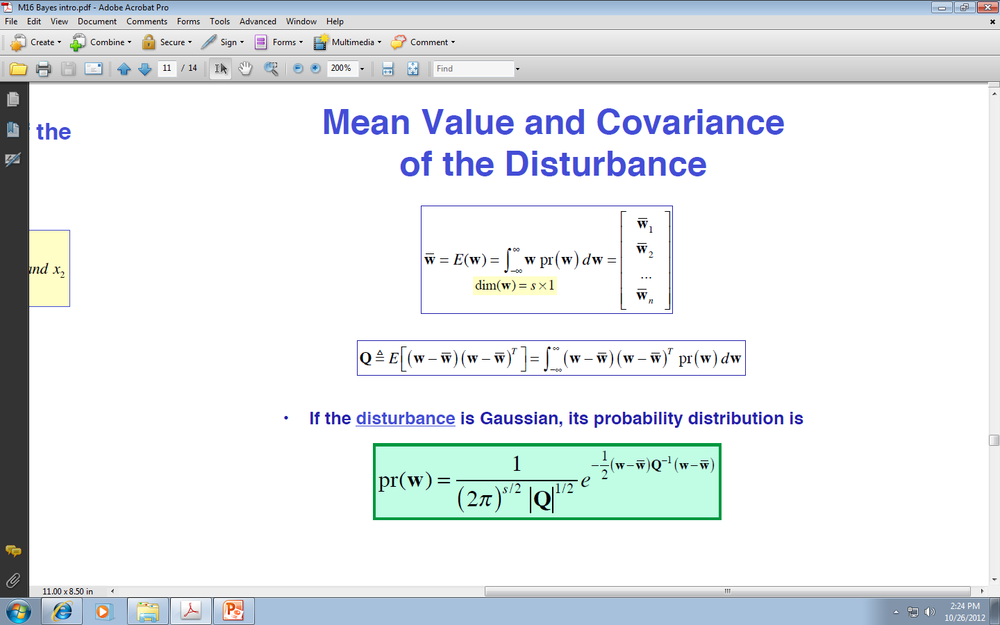 M16 Bayes intro.pdf - Adobe Acrobat Pro
File Edit View Document Comments Forms Tools Advanced Window Help
Create Combine Secure Sign Forms Multimedia Comment
11 / 14 200% Find
the
Mean Value and Covariance
of the Disturbance
and x₂
w̅ = E(w) = ∫_{-∞}^{∞} w pr(w) dw = [w̅₁ w̅₂ ... w̅ₙ]
dim(w) = s × 1
Q ≜ E[(w − w̅)(w − w̅)ᵀ] = ∫_{-∞}^{∞} (w − w̅)(w − w̅)ᵀ pr(w) dw
• If the disturbance is Gaussian, its probability distribution is
pr(w) = 1 / ((2π)^{s/2} |Q|^{1/2}) e^{-1/2 (w − w̅)Q⁻¹(w − w̅)}
11.00 x 8.50 in
2:24 PM
10/26/2012